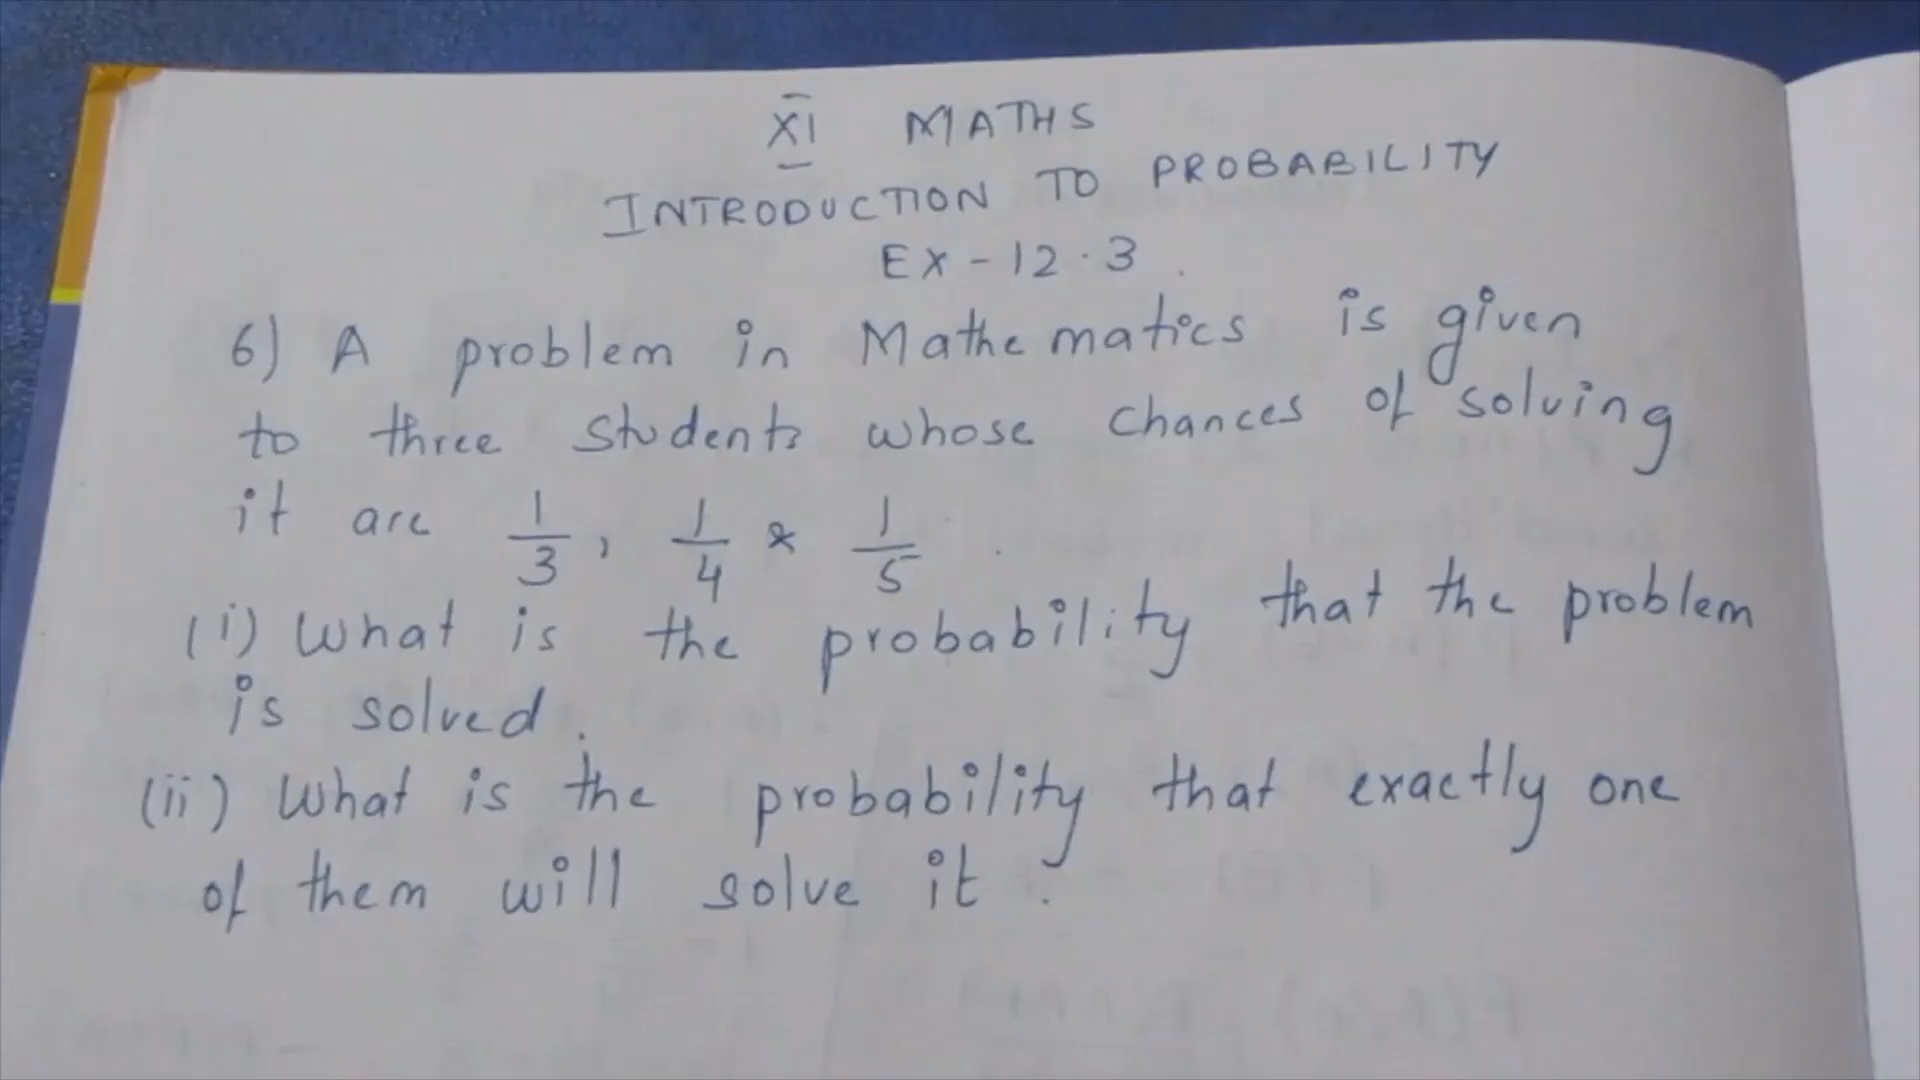 XI MATHS
INTRODUCTION TO PROBABILITY
EX - 12.3.
6) A problem in Mathematics is given
to three students whose chances of solving
it are 1/3, 1/4 & 1/5.
(i) What is the probability that the problem
is solved.
(ii) What is the probability that exactly one
of them will solve it.